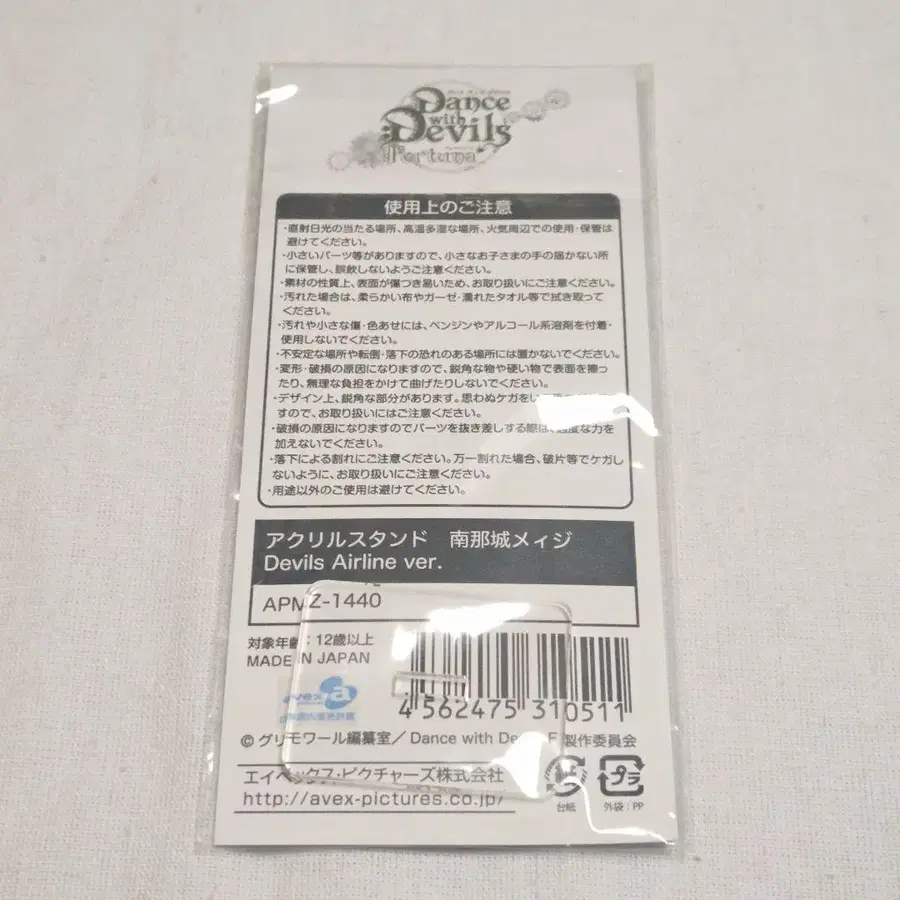 Dance
with
Devils
Fortuna
使用上のご注意
・直射日光の当たる場所、高温多湿な場所、火気周辺での使用・保管は
避けてください。
・小さいパーツ等がありますので、小さなお子さまの手の届かない所
に保管し、誤飲しないようご注意ください。
・素材の性質上、表面が傷つき易いため、お取り扱いにご注意ください。
・汚れた場合は、柔らかい布やガーゼ・濡れたタオル等で拭き取って
ください。
・汚れや小さな傷・色あせには、ベンジンやアルコール系溶剤を付着・
使用しないでください。
・不安定な場所や転倒・落下の恐れのある場所には置かないでください。
・変形・破損の原因になりますので、鋭角な物や硬い物で表面を擦っ
たり、無理な負担をかけて曲げたりしないでください。
・デザイン上、鋭角な部分があります。思わぬケガをい
すので、お取り扱いにはご注意ください。
・破損の原因になりますのでパーツを抜き差しする際は、過度な力を
加えないでください。
・落下による割れにご注意ください。万一割れた場合、破片等でケガし
ないように、お取り扱いにご注意ください。
・用途以外のご使用は避けてください。
アクリルスタンド 南那城メィジ
Devils Airline ver.
APMZ-1440
対象年齢：12歳以上
MADE IN JAPAN
avex a
4 562475 310511
© グリモワール編纂室／ Dance with De F 製作委員会
エイベックス・ピクチャーズ株式会社
http://avex-pictures.co.jp/
台紙
プラ
外袋：PP